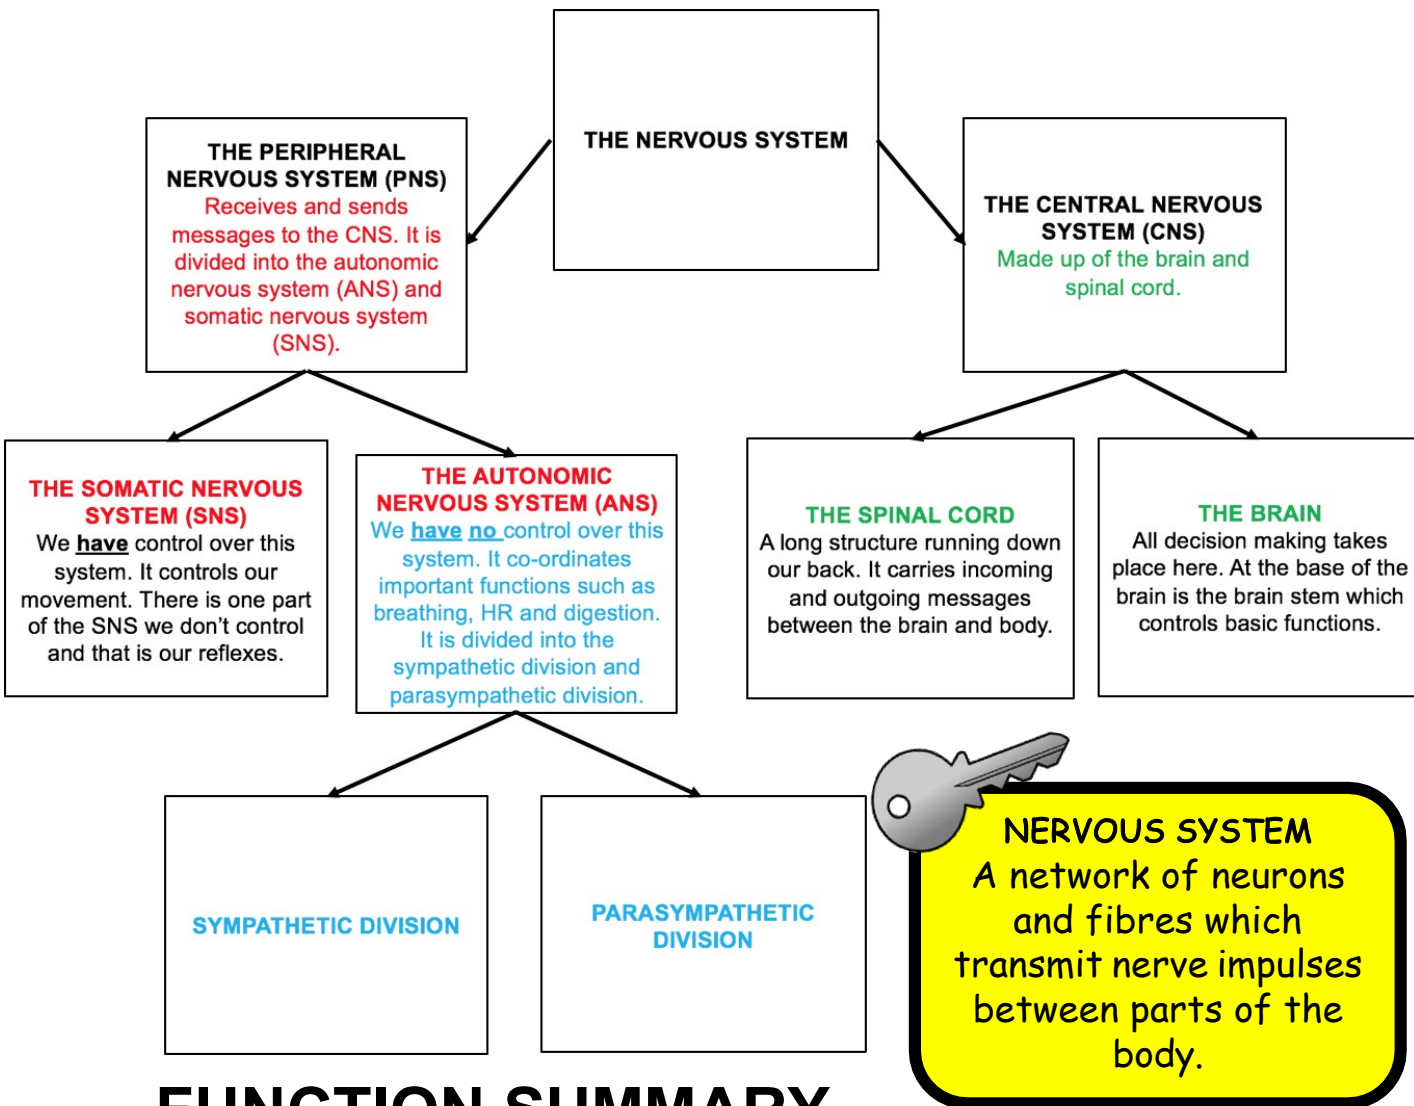 THE NERVOUS SYSTEM
THE PERIPHERAL
NERVOUS SYSTEM (PNS)
Receives and sends
messages to the CNS. It is
divided into the autonomic
nervous system (ANS) and
somatic nervous system
(SNS).
THE CENTRAL NERVOUS
SYSTEM (CNS)
Made up of the brain and
spinal cord.
THE SOMATIC NERVOUS
SYSTEM (SNS)
We have control over this
system. It controls our
movement. There is one part
of the SNS we don't control
and that is our reflexes.
THE AUTONOMIC
NERVOUS SYSTEM (ANS)
We have no control over this
system. It co-ordinates
important functions such as
breathing, HR and digestion.
It is divided into the
sympathetic division and
parasympathetic division.
THE SPINAL CORD
A long structure running down
our back. It carries incoming
and outgoing messages
between the brain and body.
THE BRAIN
All decision making takes
place here. At the base of the
brain is the brain stem which
controls basic functions.
SYMPATHETIC DIVISION
PARASYMPATHETIC
DIVISION
NERVOUS SYSTEM
A network of neurons
and fibres which
transmit nerve impulses
between parts of the
body.
FUNCTION SUMMARY